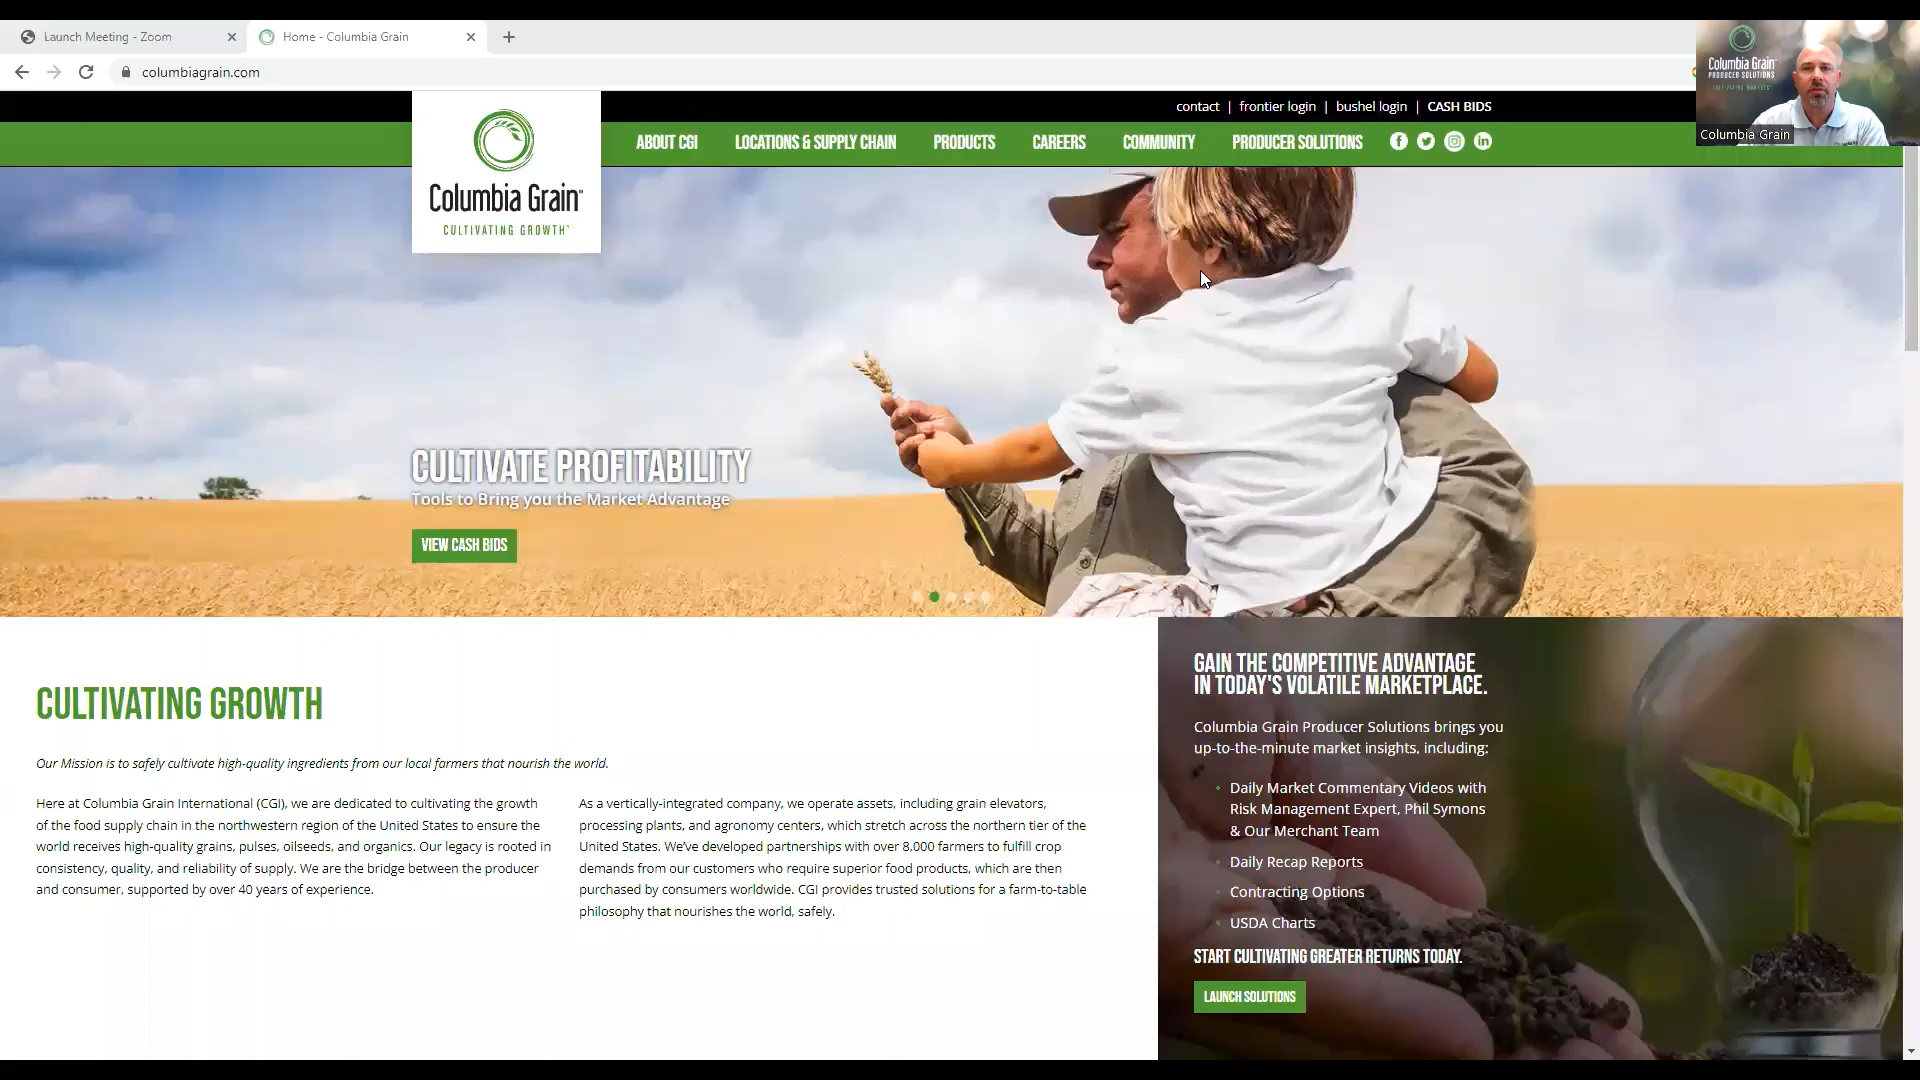 Launch Meeting - Zoom
Home - Columbia Grain
columbiagrain.com
contact | frontier login | bushel login | CASH BIDS
Columbia Grain
PRODUCER SOLUTIONS
CULTIVATING MARKETS
Columbia Grain
ABOUT CGI
LOCATIONS & SUPPLY CHAIN
PRODUCTS
CAREERS
COMMUNITY
PRODUCER SOLUTIONS
Columbia Grain™
CULTIVATING GROWTH™
CULTIVATE PROFITABILITY
Tools to Bring you the Market Advantage
VIEW CASH BIDS
CULTIVATING GROWTH
Our Mission is to safely cultivate high-quality ingredients from our local farmers that nourish the world.
Here at Columbia Grain International (CGI), we are dedicated to cultivating the growth
of the food supply chain in the northwestern region of the United States to ensure the
world receives high-quality grains, pulses, oilseeds, and organics. Our legacy is rooted in
consistency, quality, and reliability of supply. We are the bridge between the producer
and consumer, supported by over 40 years of experience.
As a vertically-integrated company, we operate assets, including grain elevators,
processing plants, and agronomy centers, which stretch across the northern tier of the
United States. We've developed partnerships with over 8,000 farmers to fulfill crop
demands from our customers who require superior food products, which are then
purchased by consumers worldwide. CGI provides trusted solutions for a farm-to-table
philosophy that nourishes the world, safely.
GAIN THE COMPETITIVE ADVANTAGE
IN TODAY'S VOLATILE MARKETPLACE.
Columbia Grain Producer Solutions brings you
up-to-the-minute market insights, including:
Daily Market Commentary Videos with
Risk Management Expert, Phil Symons
& Our Merchant Team
Daily Recap Reports
Contracting Options
USDA Charts
START CULTIVATING GREATER RETURNS TODAY.
LAUNCH SOLUTIONS